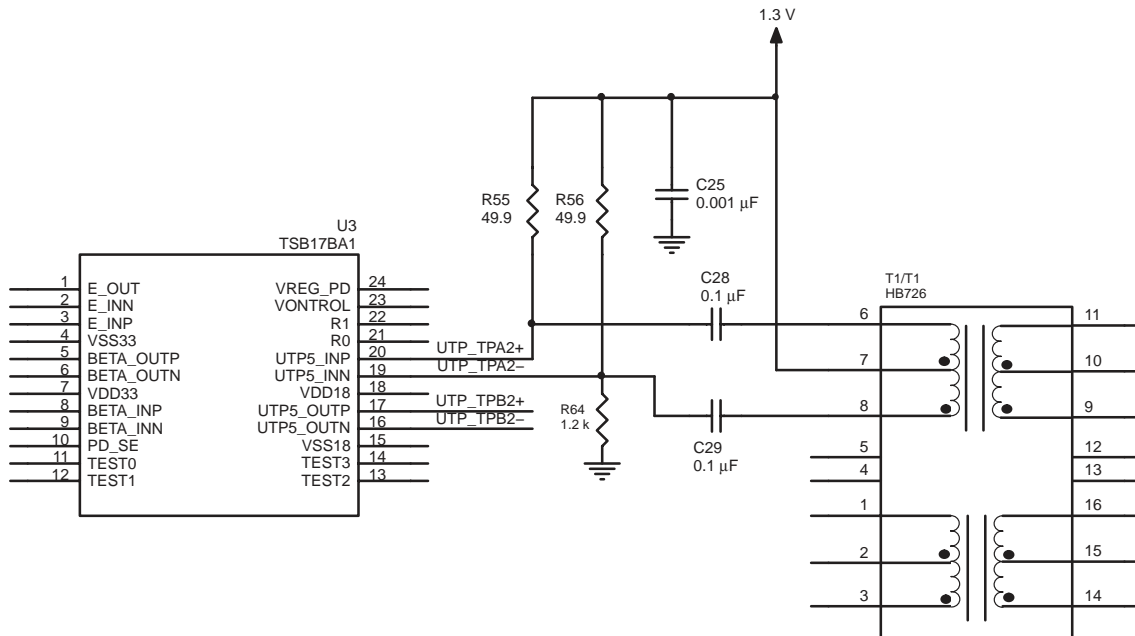 1.3 V
R55
49.9
R56
49.9
C25
0.001 μF
U3
TSB17BA1
1 E_OUT VREG_PD 24
2 E_INN VONTROL 23
3 E_INP R1 22
4 VSS33 R0 21
5 BETA_OUTP UTP5_INP 20 UTP_TPA2+
6 BETA_OUTN UTP5_INN 19 UTP_TPA2−
7 VDD33 VDD18 18
8 BETA_INP UTP5_OUTP 17 UTP_TPB2+
9 BETA_INN UTP5_OUTN 16 UTP_TPB2−
10 PD_SE VSS18 15
11 TEST0 TEST3 14
12 TEST1 TEST2 13
C28
0.1 μF
R64
1.2 k
C29
0.1 μF
T1/T1
HB726
6 11
7 10
8 9
5 12
4 13
1 16
2 15
3 14